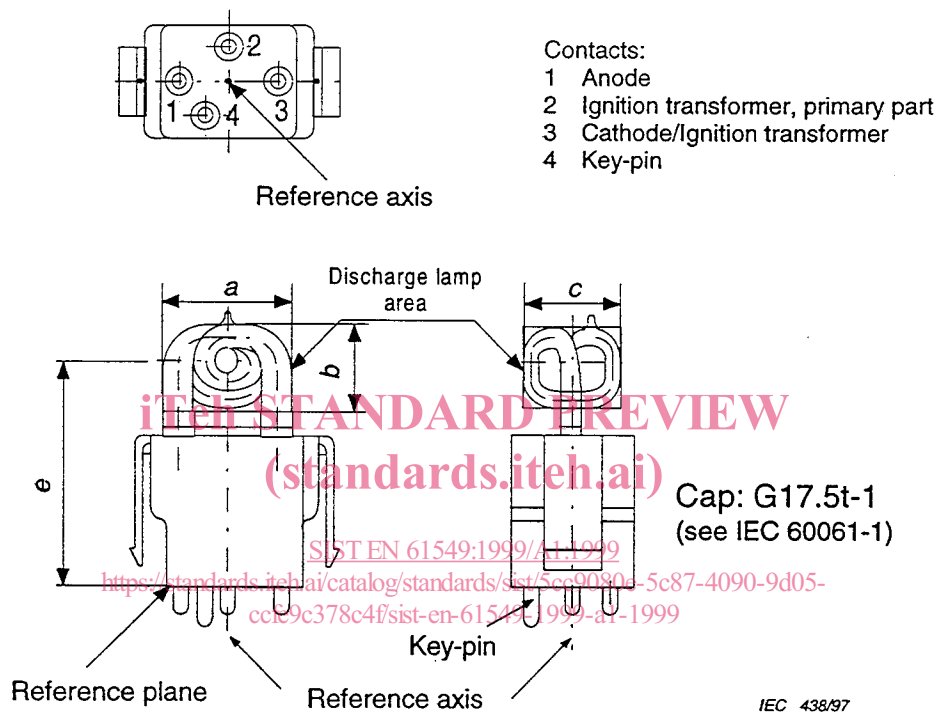 2
1
4
3
Contacts:
1 Anode
2 Ignition transformer, primary part
3 Cathode/Ignition transformer
4 Key-pin
Reference axis
a
Discharge lamp
area
c
b
e
iTeh STANDARD PREVIEW
(standards.iteh.ai)
Cap: G17.5t-1
(see IEC 60061-1)
SIST EN 61549:1999/A1:1999
https://standards.iteh.ai/catalog/standards/sist/5cc9080c-5c87-4090-9d05-
ccfe9c378c4f/sist-en-61549-1999-a1-1999
Key-pin
Reference plane
Reference axis
IEC 438/97